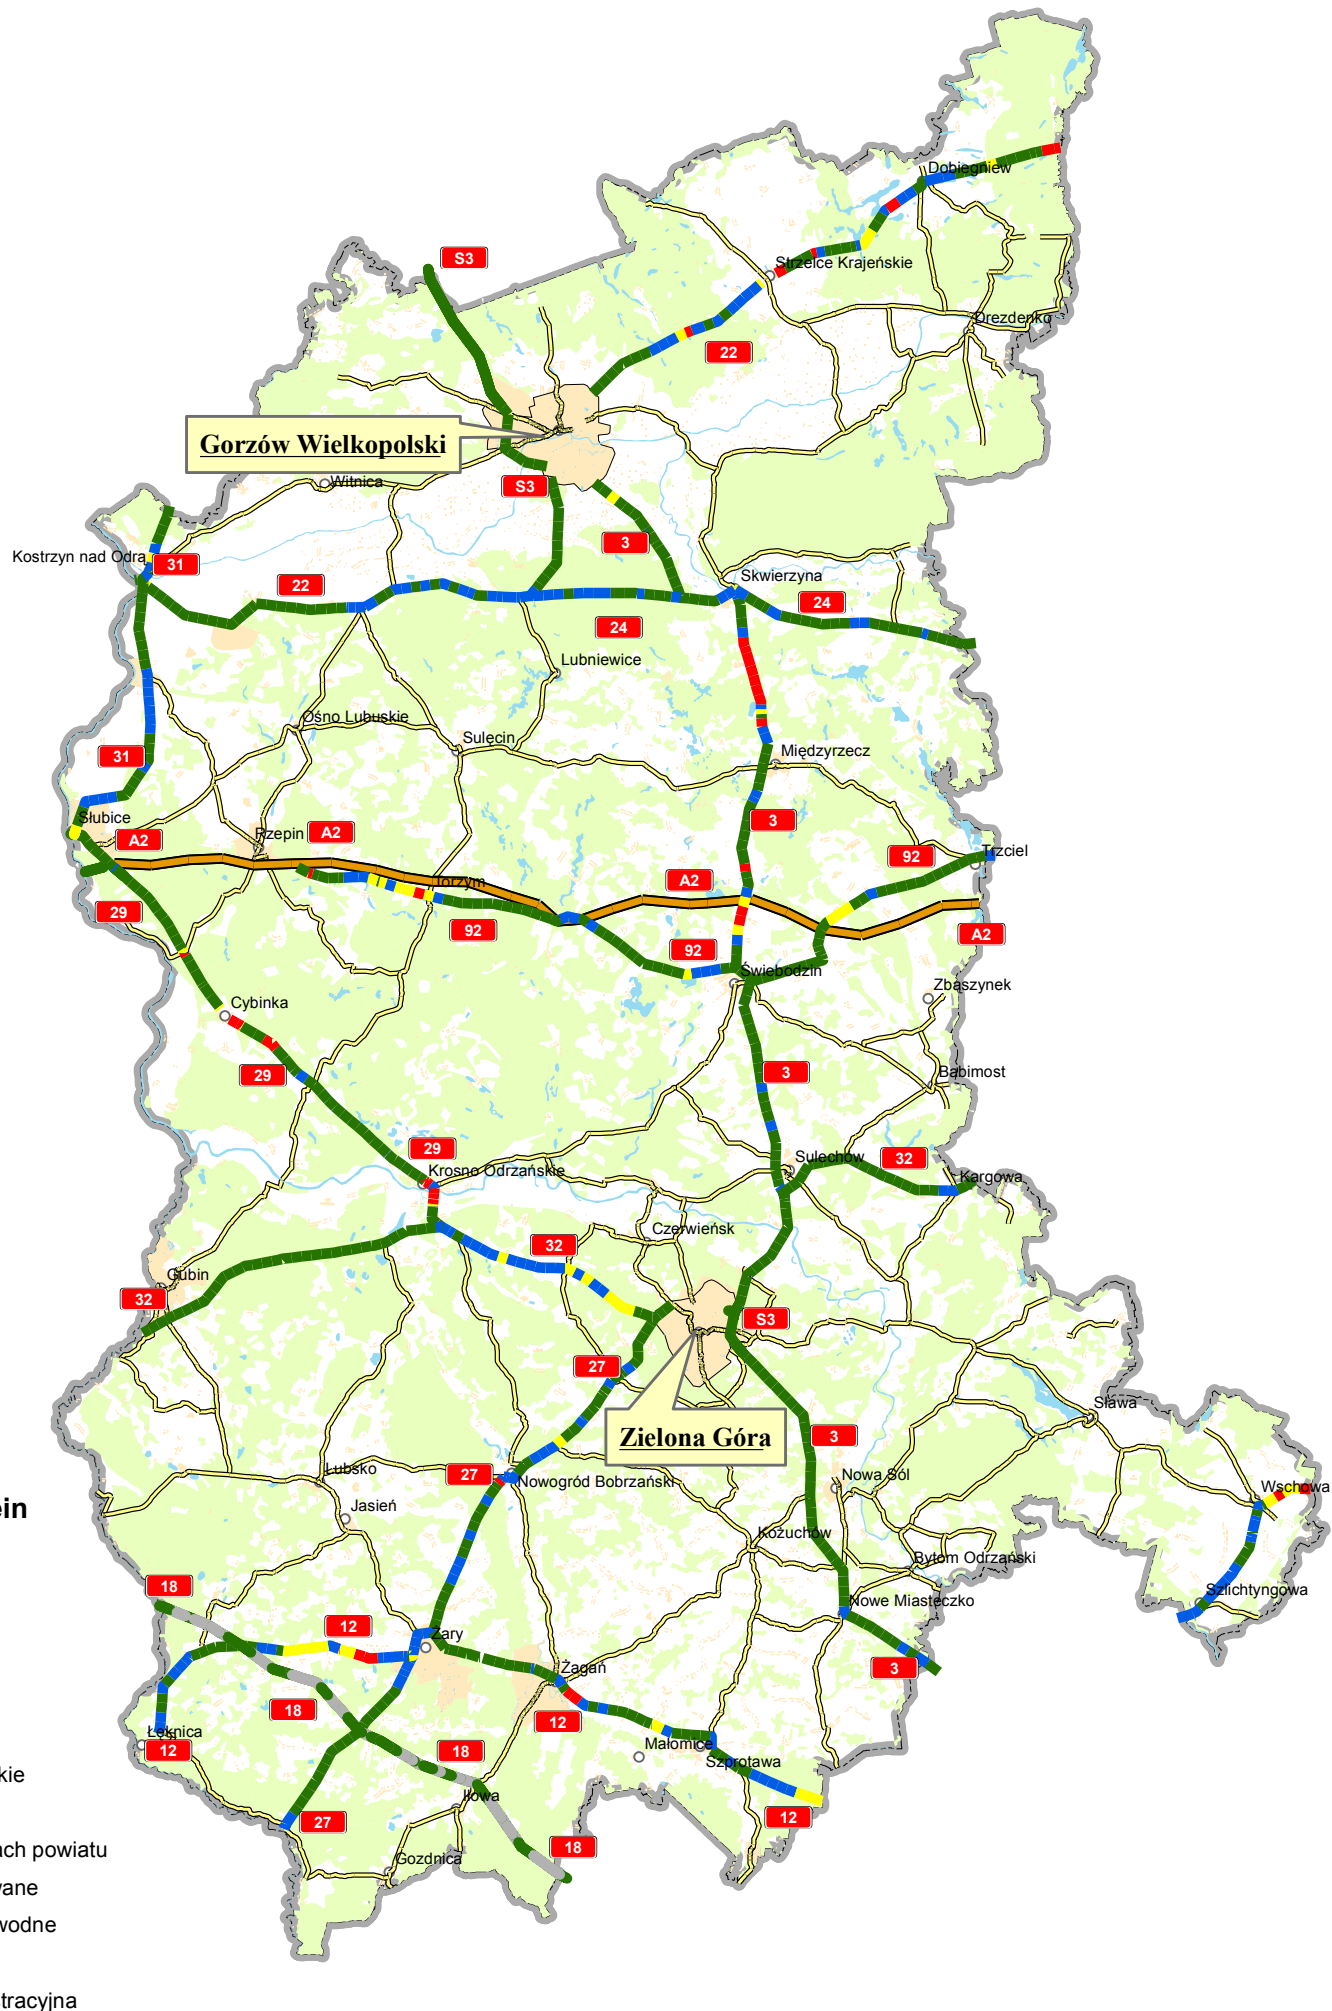 Dobiegniew
S3
Strzelce Krajeńskie
Drezdenko
22
Gorzów Wielkopolski
Witnica
S3
3
Kostrzyn nad Odrą
31
Skwierzyna
22
24
24
Lubniewice
Ośno Lubuskie
Sulęcin
Międzyrzecz
31
Słubice
3
A2
Rzepin
A2
92
Trzciel
A2
Torzym
29
92
A2
92
Świebodzin
Zbąszynek
Cybinka
29
3
Babimost
29
Krosno Odrzańskie
Sulechów
32
Kargowa
Czerwieńsk
32
Gubin
32
S3
27
Sława
Zielona Góra
3
Lubsko
27
Nowogród Bobrzański
Nowa Sól
Wschowa
Jasień
ein
Kożuchów
Bytom Odrzański
18
Szlichtyngowa
Nowe Miasteczko
12
Żary
Żagań
3
18
12
Łęknica
12
18
Małomice
Szprotawa
kie
Iłowa
27
12
ach powiatu
18
Gozdnica
wane
wodne
stracyjna